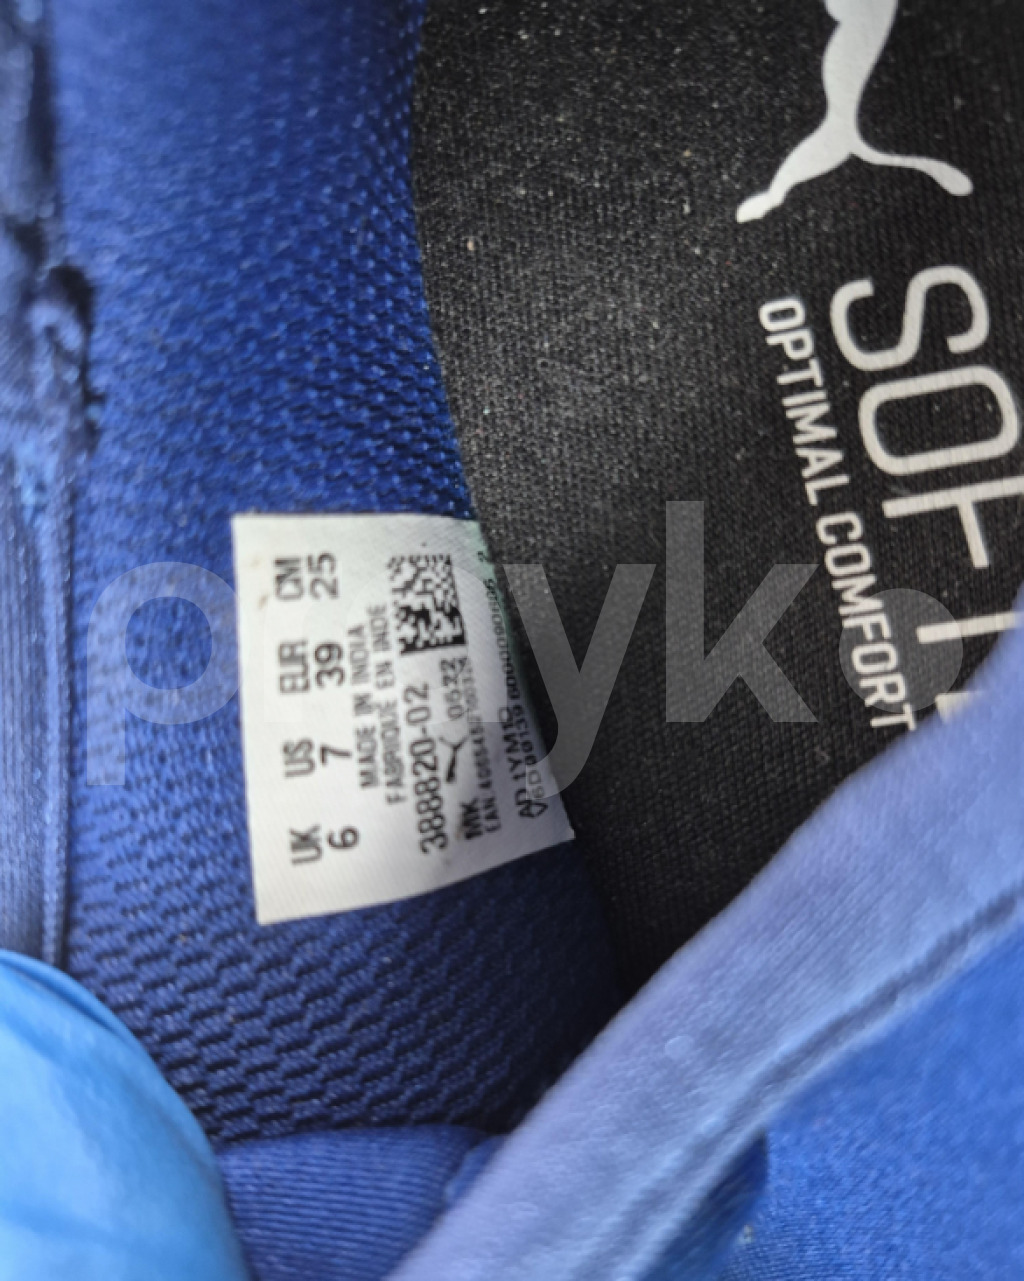 UK US EUR CM
6 7 39 25
MADE IN INDIA
FABRIQUE EN INDE
388820-02
MK 0522
EAN
SOFT
OPTIMAL COMFORT